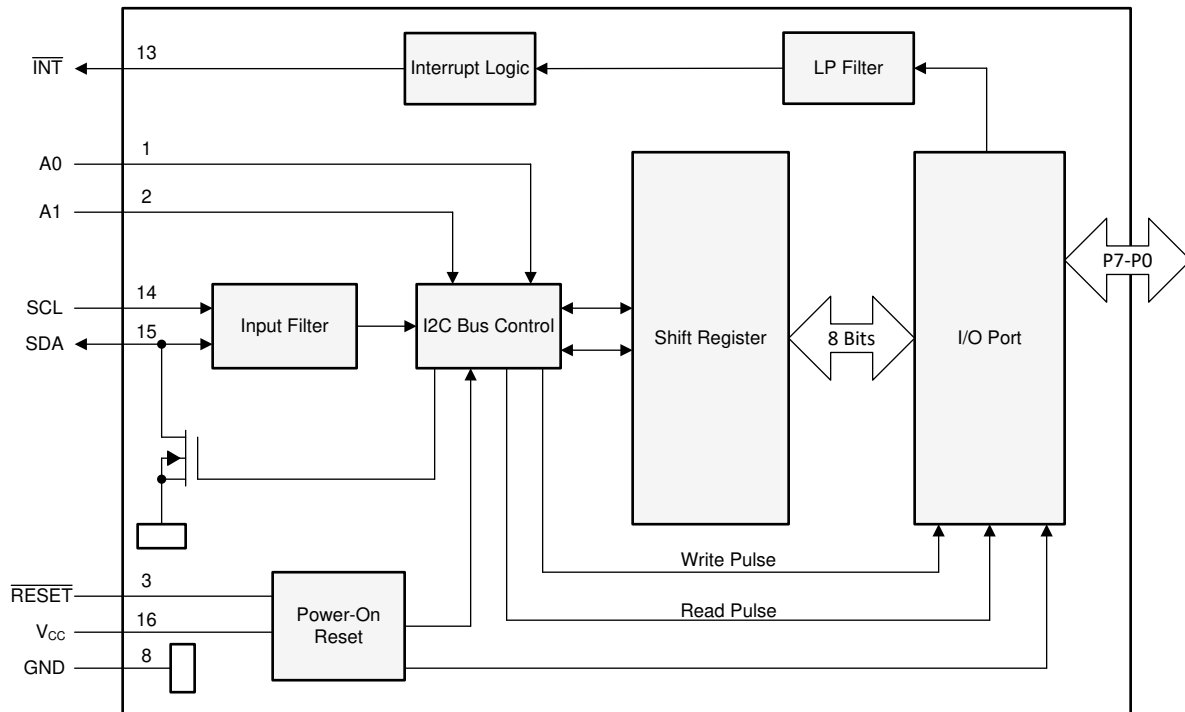 13
INT
Interrupt Logic
LP Filter
1
A0
2
A1
14
SCL
15
SDA
Input Filter
I2C Bus Control
Shift Register
8 Bits
I/O Port
P7-P0
Write Pulse
Read Pulse
3
RESET
16
VCC
8
GND
Power-On
Reset